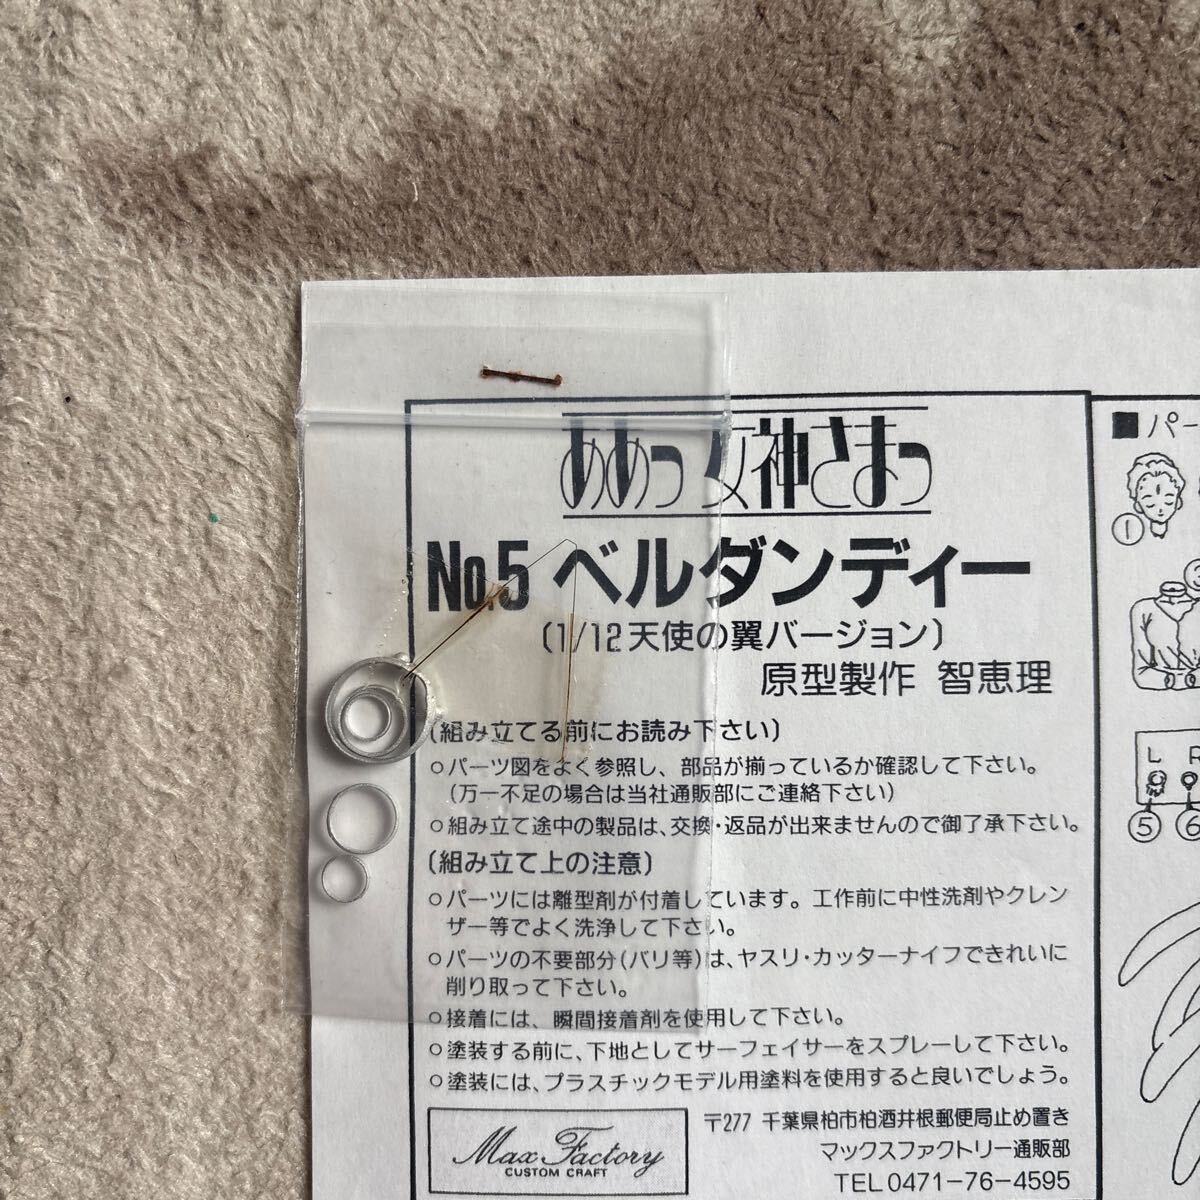 ああっ女神さまっ
No.5 ベルダンディー
(1/12 天使の翼バージョン)
原型製作 智恵理
(組み立てる前にお読み下さい)
○パーツ図をよく参照し、部品が揃っているか確認して下さい。
(万一不足の場合は当社通販部にご連絡下さい)
○組み立て途中の製品は、交換・返品が出来ませんので御了承下さい。
(組み立て上の注意)
○パーツには離型剤が付着しています。工作前に中性洗剤やクレン
ザー等でよく洗浄して下さい。
○パーツの不要部分(バリ等)は、ヤスリ・カッターナイフできれいに
削り取って下さい。
○接着には、瞬間接着剤を使用して下さい。
○塗装する前に、下地としてサーフェイサーをスプレーして下さい。
○塗装には、プラスチックモデル用塗料を使用すると良いでしょう。
Max Factory
CUSTOM CRAFT
〒277 千葉県柏市柏酒井根郵便局止め置き
マックスファクトリー通販部
TEL 0471-76-4595
■パー
①
L R
⑤ ⑥